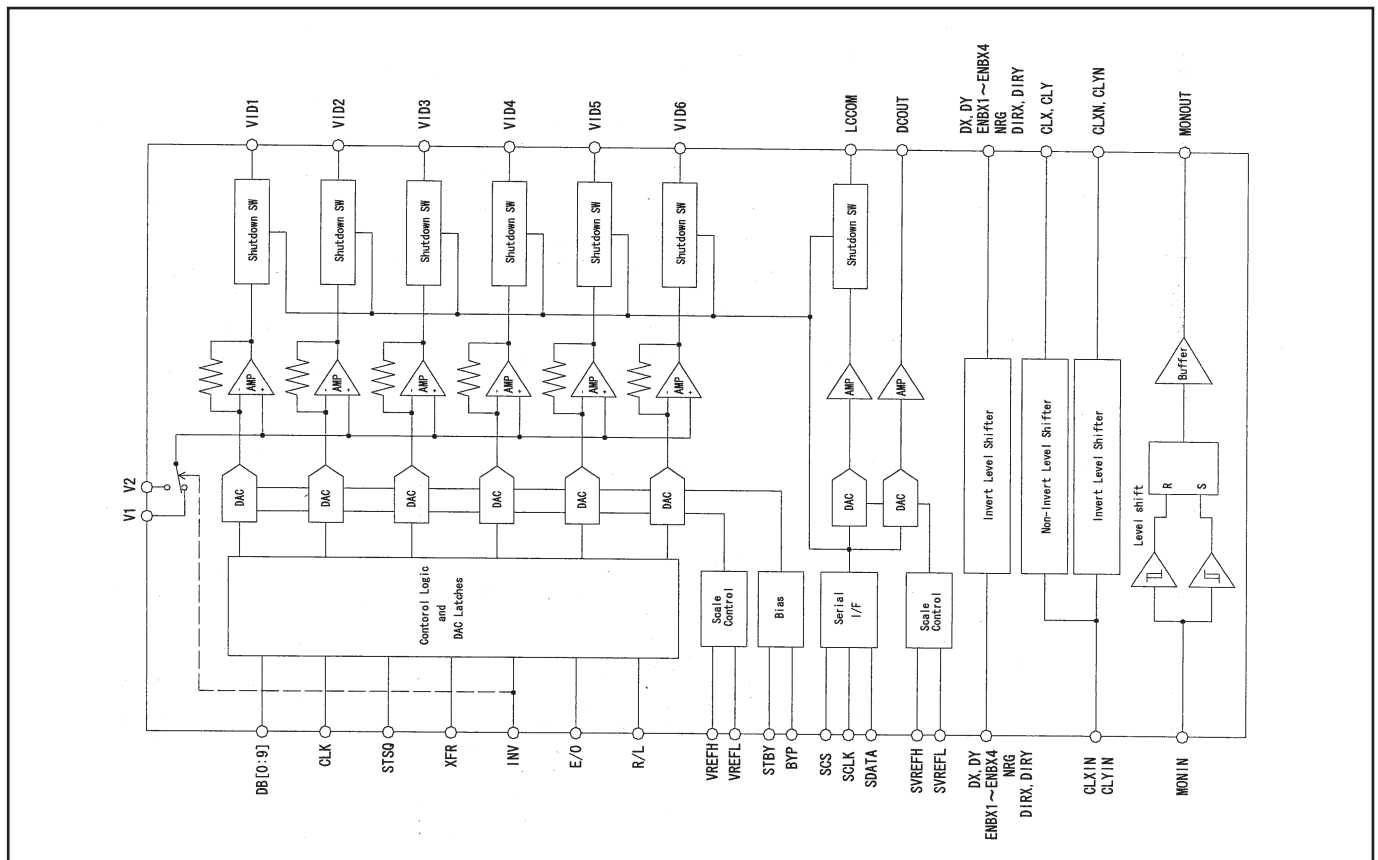 VID1
VID2
VID3
VID4
VID5
VID6
LCCOM
DCOUT
DX, DY
ENBX1~ENBX4
NRG
DIRX, DIRY
CLX, CLY
CLXN, CLYN
MONOUT
Shutdown SW
Shutdown SW
Shutdown SW
Shutdown SW
Shutdown SW
Shutdown SW
Shutdown SW
AMP
- +
AMP
- +
AMP
- +
AMP
- +
AMP
- +
AMP
- +
AMP
AMP
Buffer
V2
V1
DAC
DAC
DAC
DAC
DAC
DAC
DAC
DAC
Invert Level Shifter
Non-Invert Level Shifter
Invert Level Shifter
R
S
Level shift
Contorol Logic
and
DAC Latches
Scale
Control
Bias
Serial
I/F
Scale
Control
DB[0:9]
CLK
STSQ
XFR
INV
E/O
R/L
VREFH
VREFL
STBY
BYP
SCS
SCLK
SDATA
SVREFH
SVREFL
DX, DY
ENBX1~ENBX4
NRG
DIRX, DIRY
CLXIN
CLYIN
MONIN